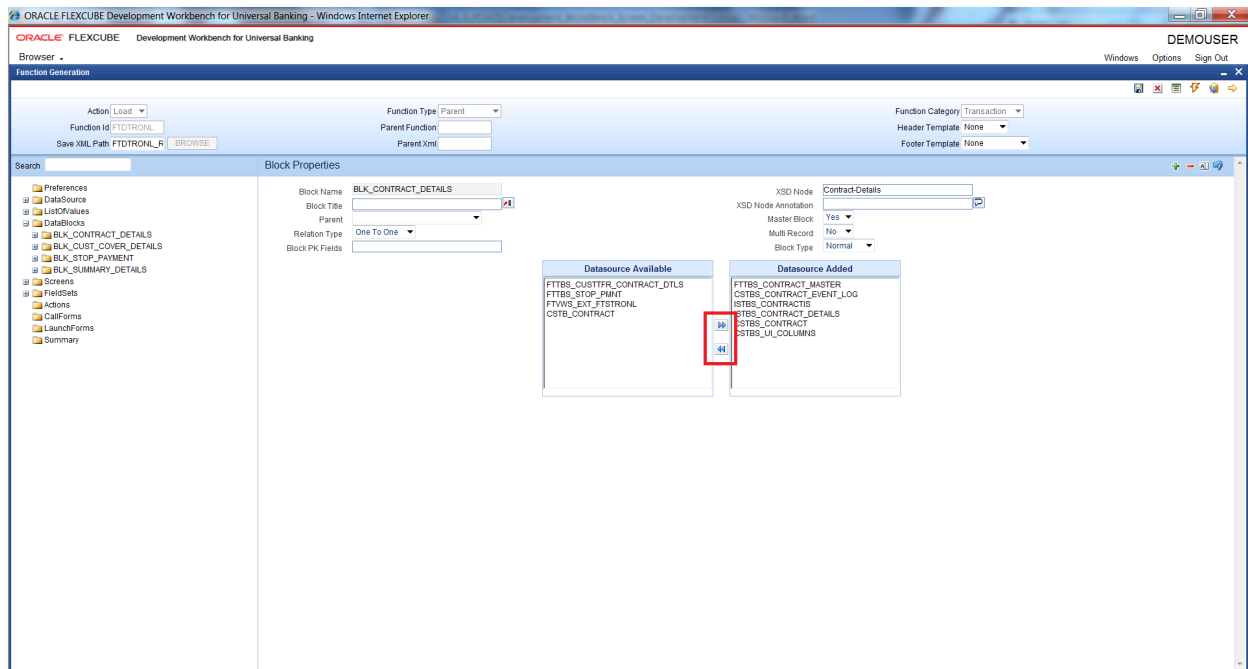 ORACLE FLEXCUBE Development Workbench for Universal Banking - Windows Internet Explorer
ORACLE FLEXCUBE Development Workbench for Universal Banking
DEMOUSER
Browser
Windows Options Sign Out
Function Generation
Action Load Function Type Parent Function Category Transaction
Function Id FTDTRONL Parent Function Header Template None
Save XML Path FTDTRONL_R BROWSE Parent Xml Footer Template None
Search
Block Properties
Preferences
DataSource
ListOfValues
DataBlocks
BLK_CONTRACT_DETAILS
BLK_CUST_COVER_DETAILS
BLK_STOP_PAYMENT
BLK_SUMMARY_DETAILS
Screens
FieldSets
Actions
CallForms
LaunchForms
Summary
Block Name BLK_CONTRACT_DETAILS XSD Node Contract-Details
Block Title XSD Node Annotation
Parent Master Block Yes
Relation Type One To One Multi Record No
Block PK Fields Block Type Normal
Datasource Available
FTTBS_CUSTTFR_CONTRACT_DTLS
FTTBS_STOP_PMNT
FTVWS_EXT_FTSTRONL
CSTB_CONTRACT
Datasource Added
FTTBS_CONTRACT_MASTER
CSTBS_CONTRACT_EVENT_LOG
ISTBS_CONTRACTIS
ISTBS_CONTRACT_DETAILS
CSTBS_CONTRACT
CSTBS_UI_COLUMNS